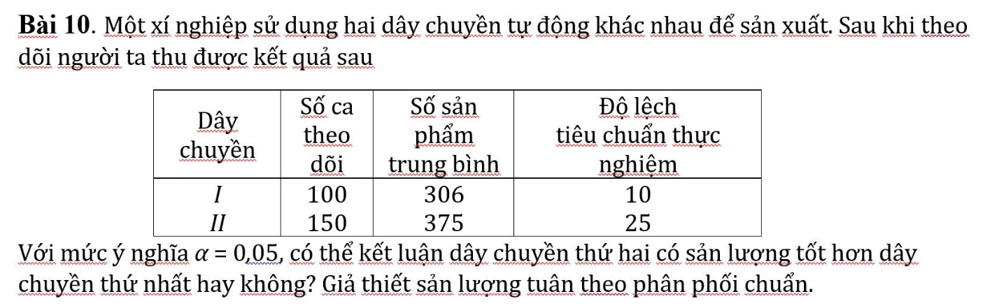 Bài 10. Một xí nghiệp sử dụng hai dây chuyền tự động khác nhau để sản xuất. Sau khi theo
dõi người ta thu được kết quả sau
Dây chuyền | Số ca theo dõi | Số sản phẩm trung bình | Độ lệch tiêu chuẩn thực nghiệm
I | 100 | 306 | 10
II | 150 | 375 | 25
Với mức ý nghĩa α = 0,05, có thể kết luận dây chuyền thứ hai có sản lượng tốt hơn dây
chuyền thứ nhất hay không? Giả thiết sản lượng tuân theo phân phối chuẩn.